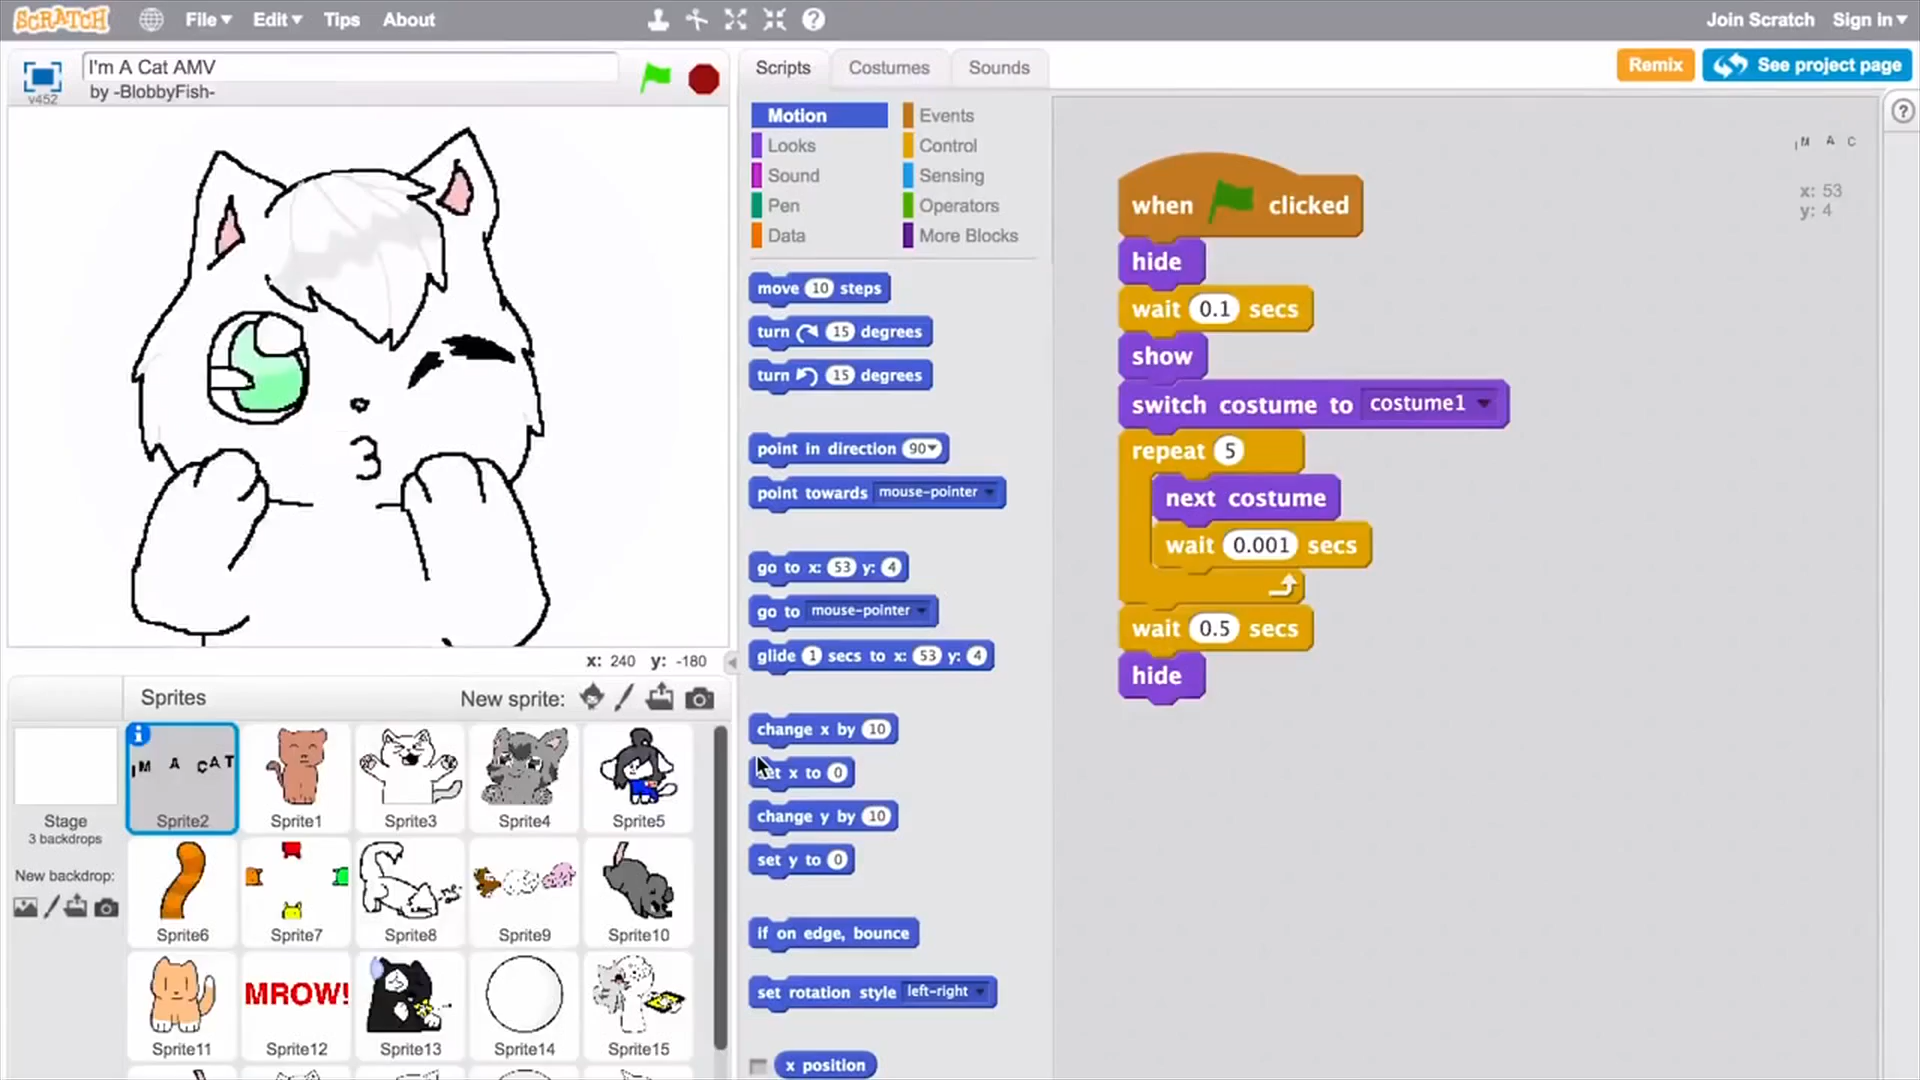 SCRATCH File Edit Tips About Join Scratch Sign in
I'm A Cat AMV
by -BlobbyFish-
v452
Scripts Costumes Sounds
Remix See project page
Motion Events
Looks Control
Sound Sensing
Pen Operators
Data More Blocks
move 10 steps
turn 15 degrees
turn 15 degrees
point in direction 90
point towards mouse-pointer
go to x: 53 y: 4
go to mouse-pointer
glide 1 secs to x: 53 y: 4
change x by 10
set x to 0
change y by 10
set y to 0
if on edge, bounce
set rotation style left-right
x position
when clicked
hide
wait 0.1 secs
show
switch costume to costume1
repeat 5
next costume
wait 0.001 secs
wait 0.5 secs
hide
?
IM A C
x: 53
y: 4
x: 240 y: -180
Sprites New sprite:
Stage
3 backdrops
New backdrop:
IM A CAT
Sprite2 Sprite1 Sprite3 Sprite4 Sprite5
Sprite6 Sprite7 Sprite8 Sprite9 Sprite10
MROW!
Sprite11 Sprite12 Sprite13 Sprite14 Sprite15